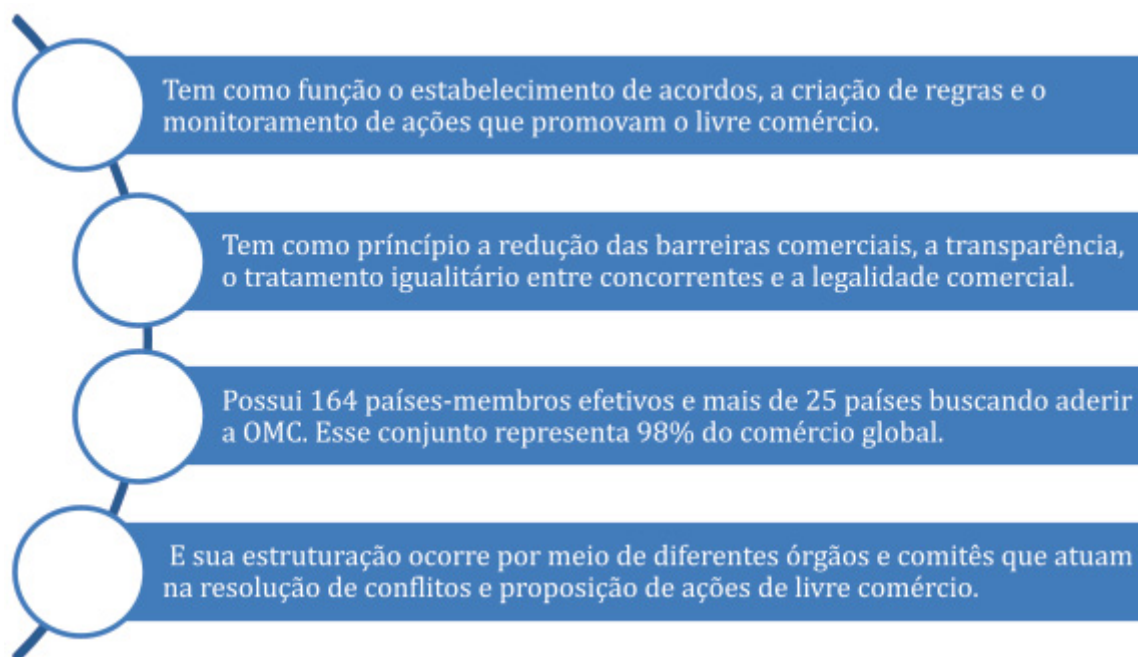 Tem como função o estabelecimento de acordos, a criação de regras e o
monitoramento de ações que promovam o livre comércio.
Tem como príncípio a redução das barreiras comerciais, a transparência,
o tratamento igualitário entre concorrentes e a legalidade comercial.
Possui 164 países-membros efetivos e mais de 25 países buscando aderir
a OMC. Esse conjunto representa 98% do comércio global.
E sua estruturação ocorre por meio de diferentes órgãos e comitês que atuam
na resolução de conflitos e proposição de ações de livre comércio.